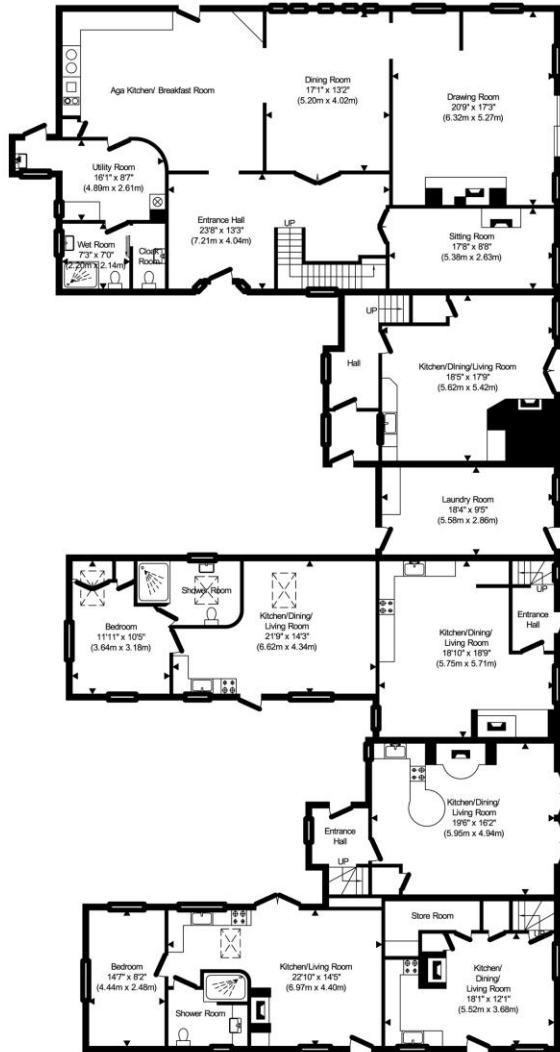 Aga Kitchen/ Breakfast Room
Dining Room
17'1" x 13'2"
(5.20m x 4.02m)
Drawing Room
20'9" x 17'3"
(6.32m x 5.27m)
Utility Room
16'1" x 8'7"
(4.89m x 2.61m)
Entrance Hall
23'8" x 13'3"
(7.21m x 4.04m)
UP
Sitting Room
17'8" x 8'8"
(5.38m x 2.63m)
Wet Room
7'3" x 7'0"
(2.20m x 2.14m)
Cloak
Room
UP
Hall
Kitchen/DIning/Living Room
18'5" x 17'9"
(5.62m x 5.42m)
Laundry Room
18'4" x 9'5"
(5.58m x 2.86m)
Bedroom
11'11" x 10'5"
(3.64m x 3.18m)
Shower Room
Kitchen/Dining/
Living Room
21'9" x 14'3"
(6.62m x 4.34m)
Kitchen/Dining/
Living Room
18'10" x 18'9"
(5.75m x 5.71m)
UP
Entrance
Hall
Kitchen/Dining/
Living Room
19'6" x 16'2"
(5.95m x 4.94m)
Entrance
Hall
UP
Bedroom
14'7" x 8'2"
(4.44m x 2.48m)
Shower Room
Kitchen/Living Room
22'10" x 14'5"
(6.97m x 4.40m)
Store Room
UP
Kitchen/
Dining/
Living Room
18'1" x 12'1"
(5.52m x 3.68m)